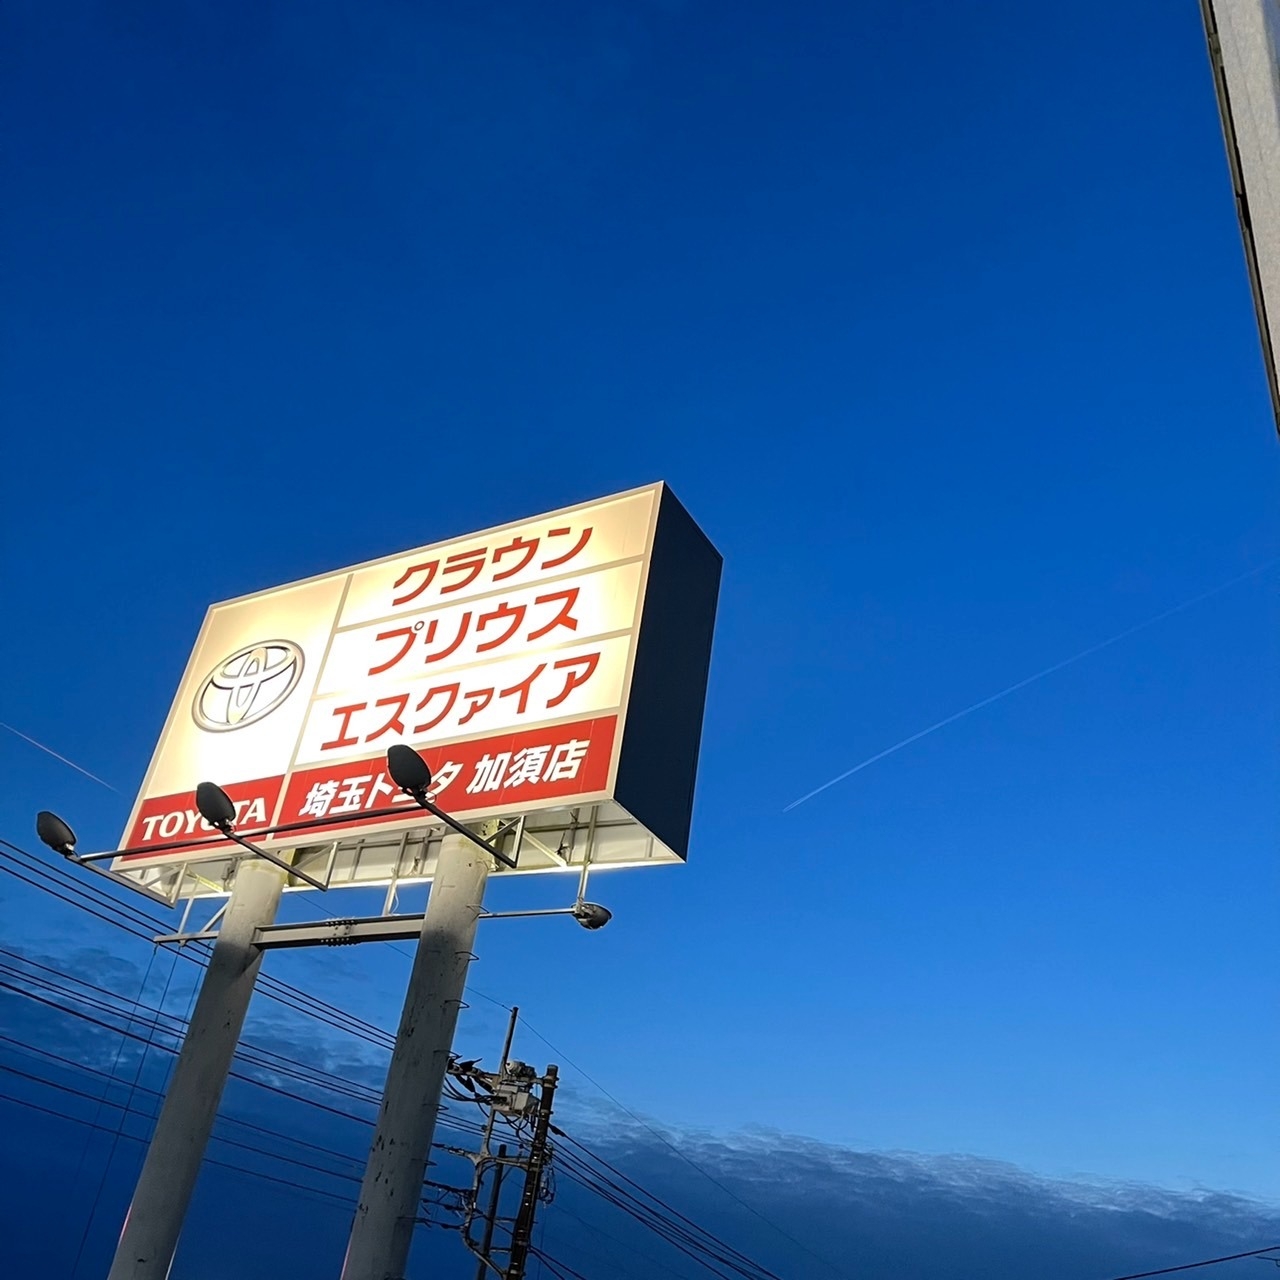 クラウン
プリウス
エスクァイア
TOYOTA
埼玉トヨタ 加須店